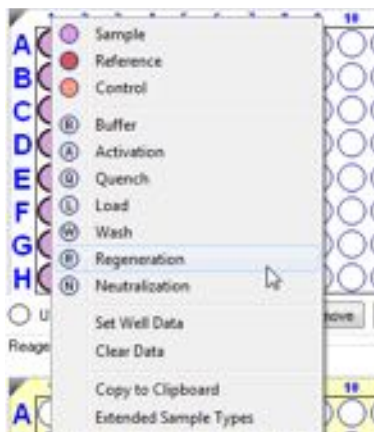 10
A
B
C
D
E
F
G
H
Sample
Reference
Control
B Buffer
A Activation
Q Quench
L Load
W Wash
R Regeneration
N Neutralization
Set Well Data
Clear Data
Copy to Clipboard
Extended Sample Types
U
Reage
10
A